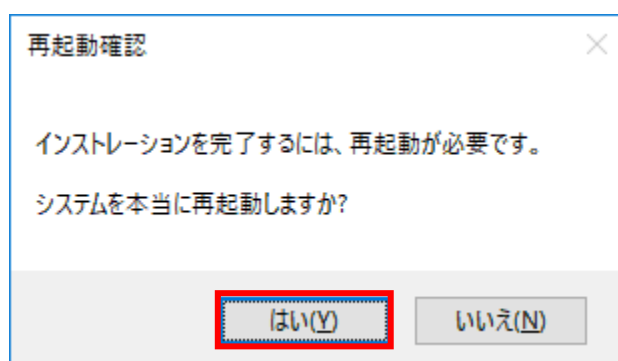 再起動確認
インストレーションを完了するには、再起動が必要です。
システムを本当に再起動しますか?
はい(Y)
いいえ(N)